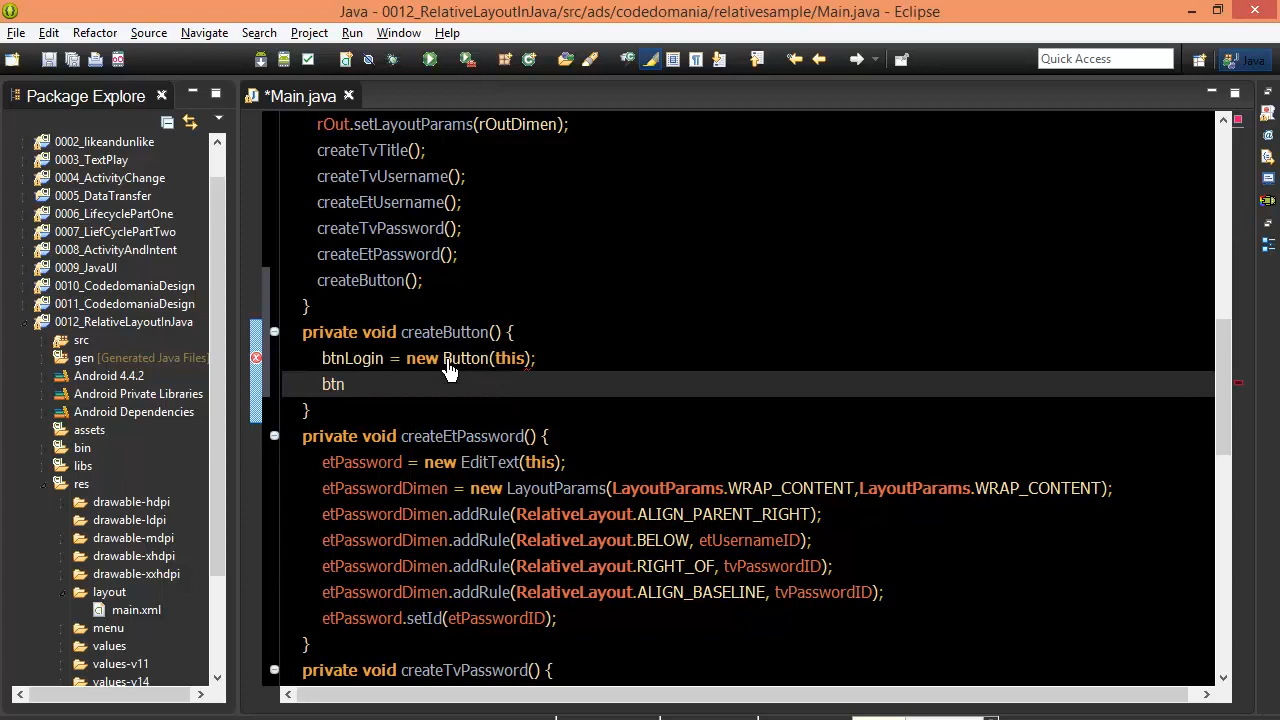 Java - 0012_RelativeLayoutInJava/src/ads/codedomania/relativesample/Main.java - Eclipse
File Edit Refactor Source Navigate Search Project Run Window Help
Quick Access
Java
Package Explore
*Main.java
0002_likeandunlike
0003_TextPlay
0004_ActivityChange
0005_DataTransfer
0006_LifecyclePartOne
0007_LiefCyclePartTwo
0008_ActivityAndIntent
0009_JavaUI
0010_CodedomaniaDesign
0011_CodedomaniaDesign
0012_RelativeLayoutInJava
src
gen [Generated Java Files]
Android 4.4.2
Android Private Libraries
Android Dependencies
assets
bin
libs
res
drawable-hdpi
drawable-ldpi
drawable-mdpi
drawable-xhdpi
drawable-xxhdpi
layout
main.xml
menu
values
values-v11
values-v14
rOut.setLayoutParams(rOutDimen);
createTvTitle();
createTvUsername();
createEtUsername();
createTvPassword();
createEtPassword();
createButton();
}
private void createButton() {
btnLogin = new Button(this);
btn
}
private void createEtPassword() {
etPassword = new EditText(this);
etPasswordDimen = new LayoutParams(LayoutParams.WRAP_CONTENT,LayoutParams.WRAP_CONTENT);
etPasswordDimen.addRule(RelativeLayout.ALIGN_PARENT_RIGHT);
etPasswordDimen.addRule(RelativeLayout.BELOW, etUsernameID);
etPasswordDimen.addRule(RelativeLayout.RIGHT_OF, tvPasswordID);
etPasswordDimen.addRule(RelativeLayout.ALIGN_BASELINE, tvPasswordID);
etPassword.setId(etPasswordID);
}
private void createTvPassword() {